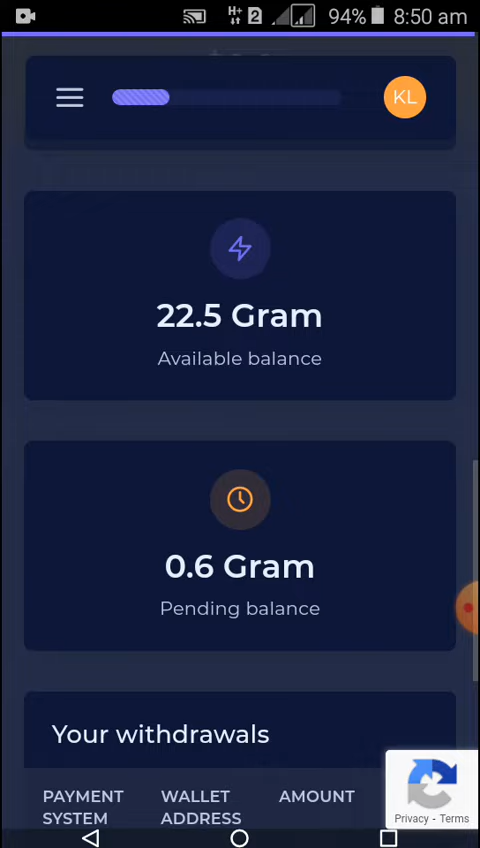 H+ 2 94% 8:50 am
KL
22.5 Gram
Available balance
0.6 Gram
Pending balance
Your withdrawals
PAYMENT SYSTEM
WALLET ADDRESS
AMOUNT
Privacy - Terms